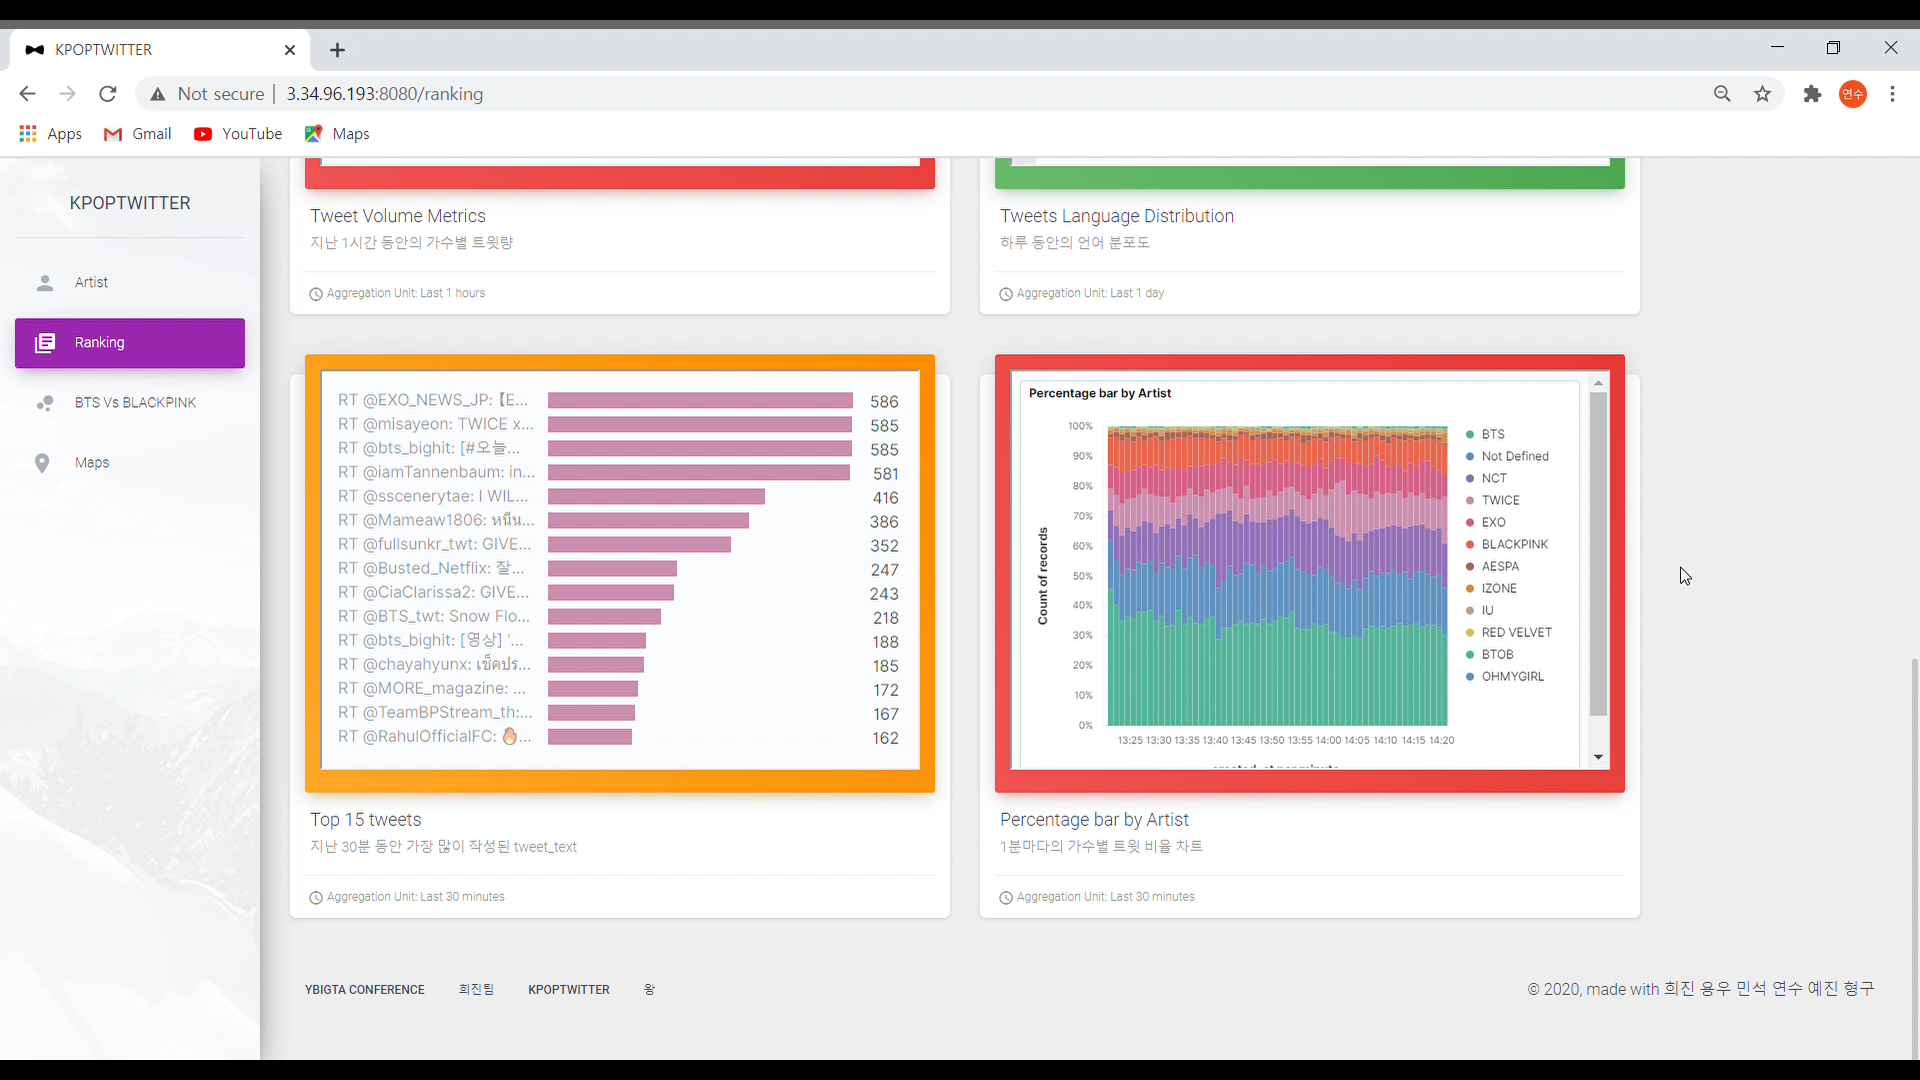 KPOPTWITTER
Not secure | 3.34.96.193:8080/ranking
연수
Apps Gmail YouTube Maps
KPOPTWITTER
Artist
Ranking
BTS Vs BLACKPINK
Maps
Tweet Volume Metrics
지난 1시간 동안의 가수별 트윗량
Aggregation Unit: Last 1 hours
Tweets Language Distribution
하루 동안의 언어 분포도
Aggregation Unit: Last 1 day
RT @EXO_NEWS_JP:【E... 586
RT @misayeon: TWICE x... 585
RT @bts_bighit: [#오늘... 585
RT @iamTannenbaum: in... 581
RT @sscenerytae: I WIL... 416
RT @Mameaw1806: หนีน... 386
RT @fullsunkr_twt: GIVE... 352
RT @Busted_Netflix: 잘... 247
RT @CiaClarissa2: GIVE... 243
RT @BTS_twt: Snow Flo... 218
RT @bts_bighit: [영상] ‘... 188
RT @chayahyunx: เช็คปร... 185
RT @MORE_magazine: ... 172
RT @TeamBPStream_th:... 167
RT @RahulOfficialFC: 🔥... 162
Top 15 tweets
지난 30분 동안 가장 많이 작성된 tweet_text
Aggregation Unit: Last 30 minutes
Percentage bar by Artist
100%
90%
80%
70%
60%
50%
40%
30%
20%
10%
0%
Count of records
13:25 13:30 13:35 13:40 13:45 13:50 13:55 14:00 14:05 14:10 14:15 14:20
BTS
Not Defined
NCT
TWICE
EXO
BLACKPINK
AESPA
IZONE
IU
RED VELVET
BTOB
OHMYGIRL
Percentage bar by Artist
1분마다의 가수별 트윗 비율 차트
Aggregation Unit: Last 30 minutes
YBIGTA CONFERENCE 희진팀 KPOPTWITTER 왕
© 2020, made with 희진 용우 민석 연수 예진 형구